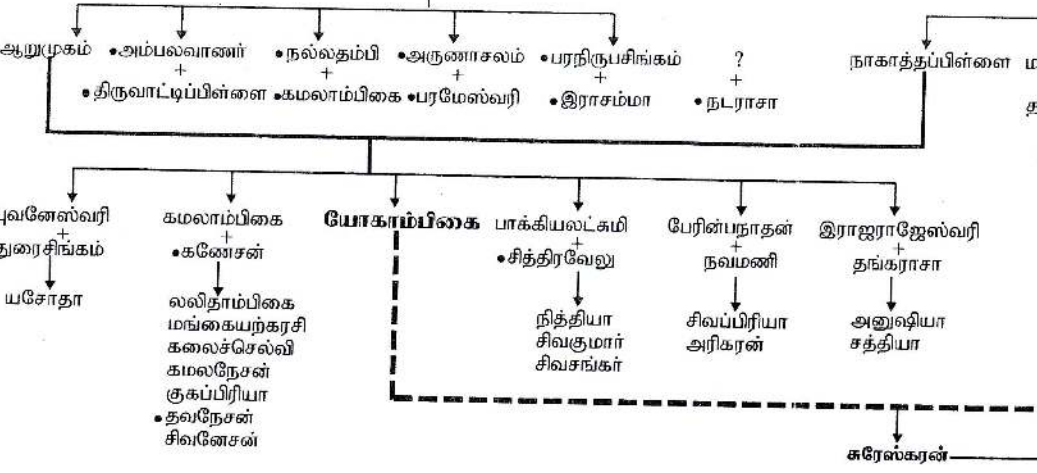 ஆறுமுகம் •அம்பலவாணர் •நல்லதம்பி •அருணாசலம் •பரநிருபசிங்கம் ? நாகாத்தப்பிள்ளை
+ + + + +
•திருவாட்டிப்பிள்ளை •கமலாம்பிகை •பரமேஸ்வரி •இராசம்மா •நடராசா
புவனேஸ்வரி கமலாம்பிகை யோகாம்பிகை பாக்கியலட்சுமி பேரின்பநாதன் இராஜராஜேஸ்வரி
+ + + + +
துரைசிங்கம் •கணேசன் •சித்திரவேலு நவமணி தங்கராசா
யசோதா லலிதாம்பிகை நித்தியா சிவப்பிரியா அனுஷியா
மங்கையற்கரசி சிவகுமார் அரிகரன் சத்தியா
கலைச்செல்வி சிவசங்கர்
கமலநேசன்
குகப்பிரியா
•தவநேசன்
சிவனேசன்
சுரேஸ்கரன்